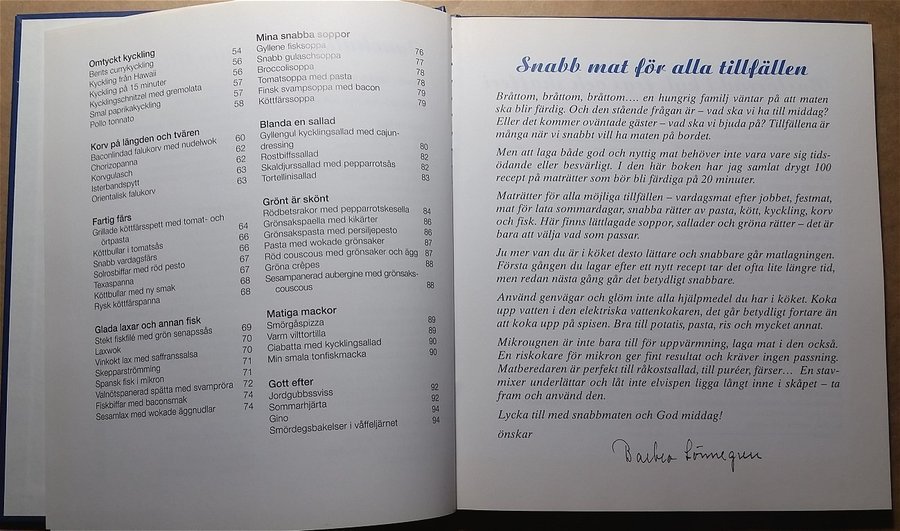 Omtyckt kyckling
Bents currykyckling 54
Kyckling från Hawaii 56
Kyckling på 15 minuter 56
Kycklingschnitzel med gremolata 57
Smal paprikakyckling 57
Pollo tonnato 58
Korv på längden och tvären
Baconlindad falukorv med nudelwok 60
Chorizopanna 62
Korvgulasch 62
Isterbandspytt 63
Orientalisk falukorv 63
Fartig färs
Grillade köttfärsspett med tomat- och
örtpasta 64
Köttbullar i tomatsås 66
Snabb vardagsfärs 66
Solrosbiffar med röd pesto 67
Texaspanna 67
Köttbullar med ny smak 68
Rysk köttfärspanna 68
Glada laxar och annan fisk
Stekt fiskfilé med grön senapssås 69
Laxwok 70
Vinkokt lax med saffranssalsa 70
Skepparströmming 71
Spansk fisk i mikron 71
Valnötspanerad spätta med svampröra 72
Fiskbiffar med baconsmak 74
Sesamlax med wokade äggnudlar 74
Mina snabba soppor
Gyllene fisksoppa 76
Snabb gulaschsoppa 77
Broccolisoppa 78
Tomatsoppa med pasta 78
Finsk svampsoppa med bacon 79
Köttfärssoppa 79
Blanda en sallad
Gyllengul kycklingsallad med cajun-
dressing 80
Rostbiffssallad 82
Skaldjurssallad med pepparrotsås 82
Tortellinisallad 83
Grönt är skönt
Rödbetsrakor med pepparrotskesella 84
Grönsakspaella med kikärter 86
Grönsakspasta med persiljepesto 86
Pasta med wokade grönsaker 87
Röd couscous med grönsaker och ägg 87
Gröna crêpes 88
Sesampanerad aubergine med grönsaks-
couscous 88
Matiga mackor
Smörgåspizza 89
Varm vilttortilla 89
Ciabatta med kycklingsallad 90
Min smala tonfiskmacka 90
Gott efter
Jordgubbssviss 92
Sommarhjärta 92
Gino 94
Smördegsbakelser i våffeljärnet 94
Snabb mat för alla tillfällen
Bråttom, bråttom, bråttom.... en hungrig familj väntar på att maten
ska blir färdig. Och den stående frågan är – vad ska vi ha till middag?
Eller det kommer oväntade gäster – vad ska vi bjuda på? Tillfällena är
många när vi snabbt vill ha maten på bordet.
Men att laga både god och nyttig mat behöver inte vara vare sig tids-
ödande eller besvärligt. I den här boken har jag samlat drygt 100
recept på maträtter som bör bli färdiga på 20 minuter.
Maträtter för alla möjliga tillfällen – vardagsmat efter jobbet, festmat,
mat för lata sommardagar, snabba rätter av pasta, kött, kyckling, korv
och fisk. Här finns lättlagade soppor, sallader och gröna rätter – det är
bara att välja vad som passar.
Ju mer van du är i köket desto lättare och snabbare går matlagningen.
Första gången du lagar efter ett nytt recept tar det ofta lite längre tid,
men redan nästa gång går det betydligt snabbare.
Använd genvägar och glöm inte alla hjälpmedel du har i köket. Koka
upp vatten i den elektriska vattenkokaren, det går betydligt fortare än
att koka upp på spisen. Bra till potatis, pasta, ris och mycket annat.
Mikrougnen är inte bara till för uppvärmning, laga mat i den också.
En riskokare för mikron ger fint resultat och kräver ingen passning.
Matberedaren är perfekt till råkostsallad, till puréer, färser... En stav-
mixer underlättar och låt inte elvispen ligga långt inne i skåpet – ta
fram och använd den.
Lycka till med snabbmaten och God middag!
önskar
Barbro Lönnegren